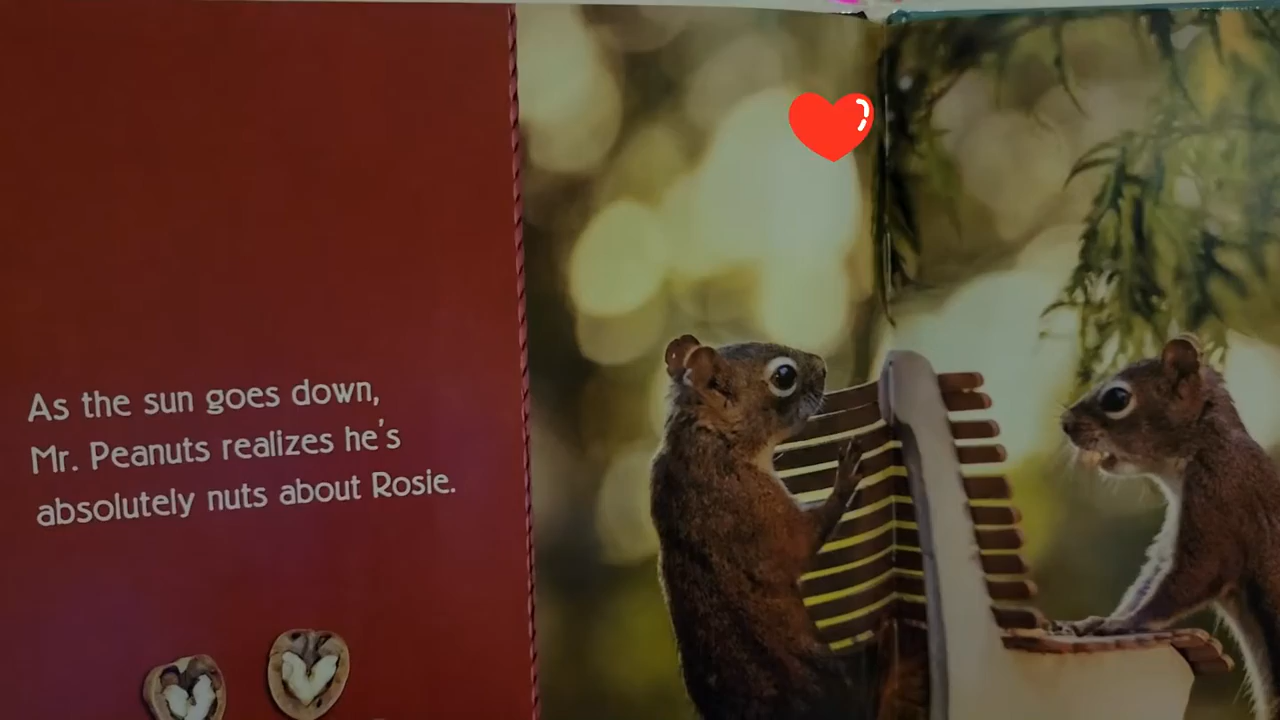 As the sun goes down,
Mr. Peanuts realizes he's
absolutely nuts about Rosie.